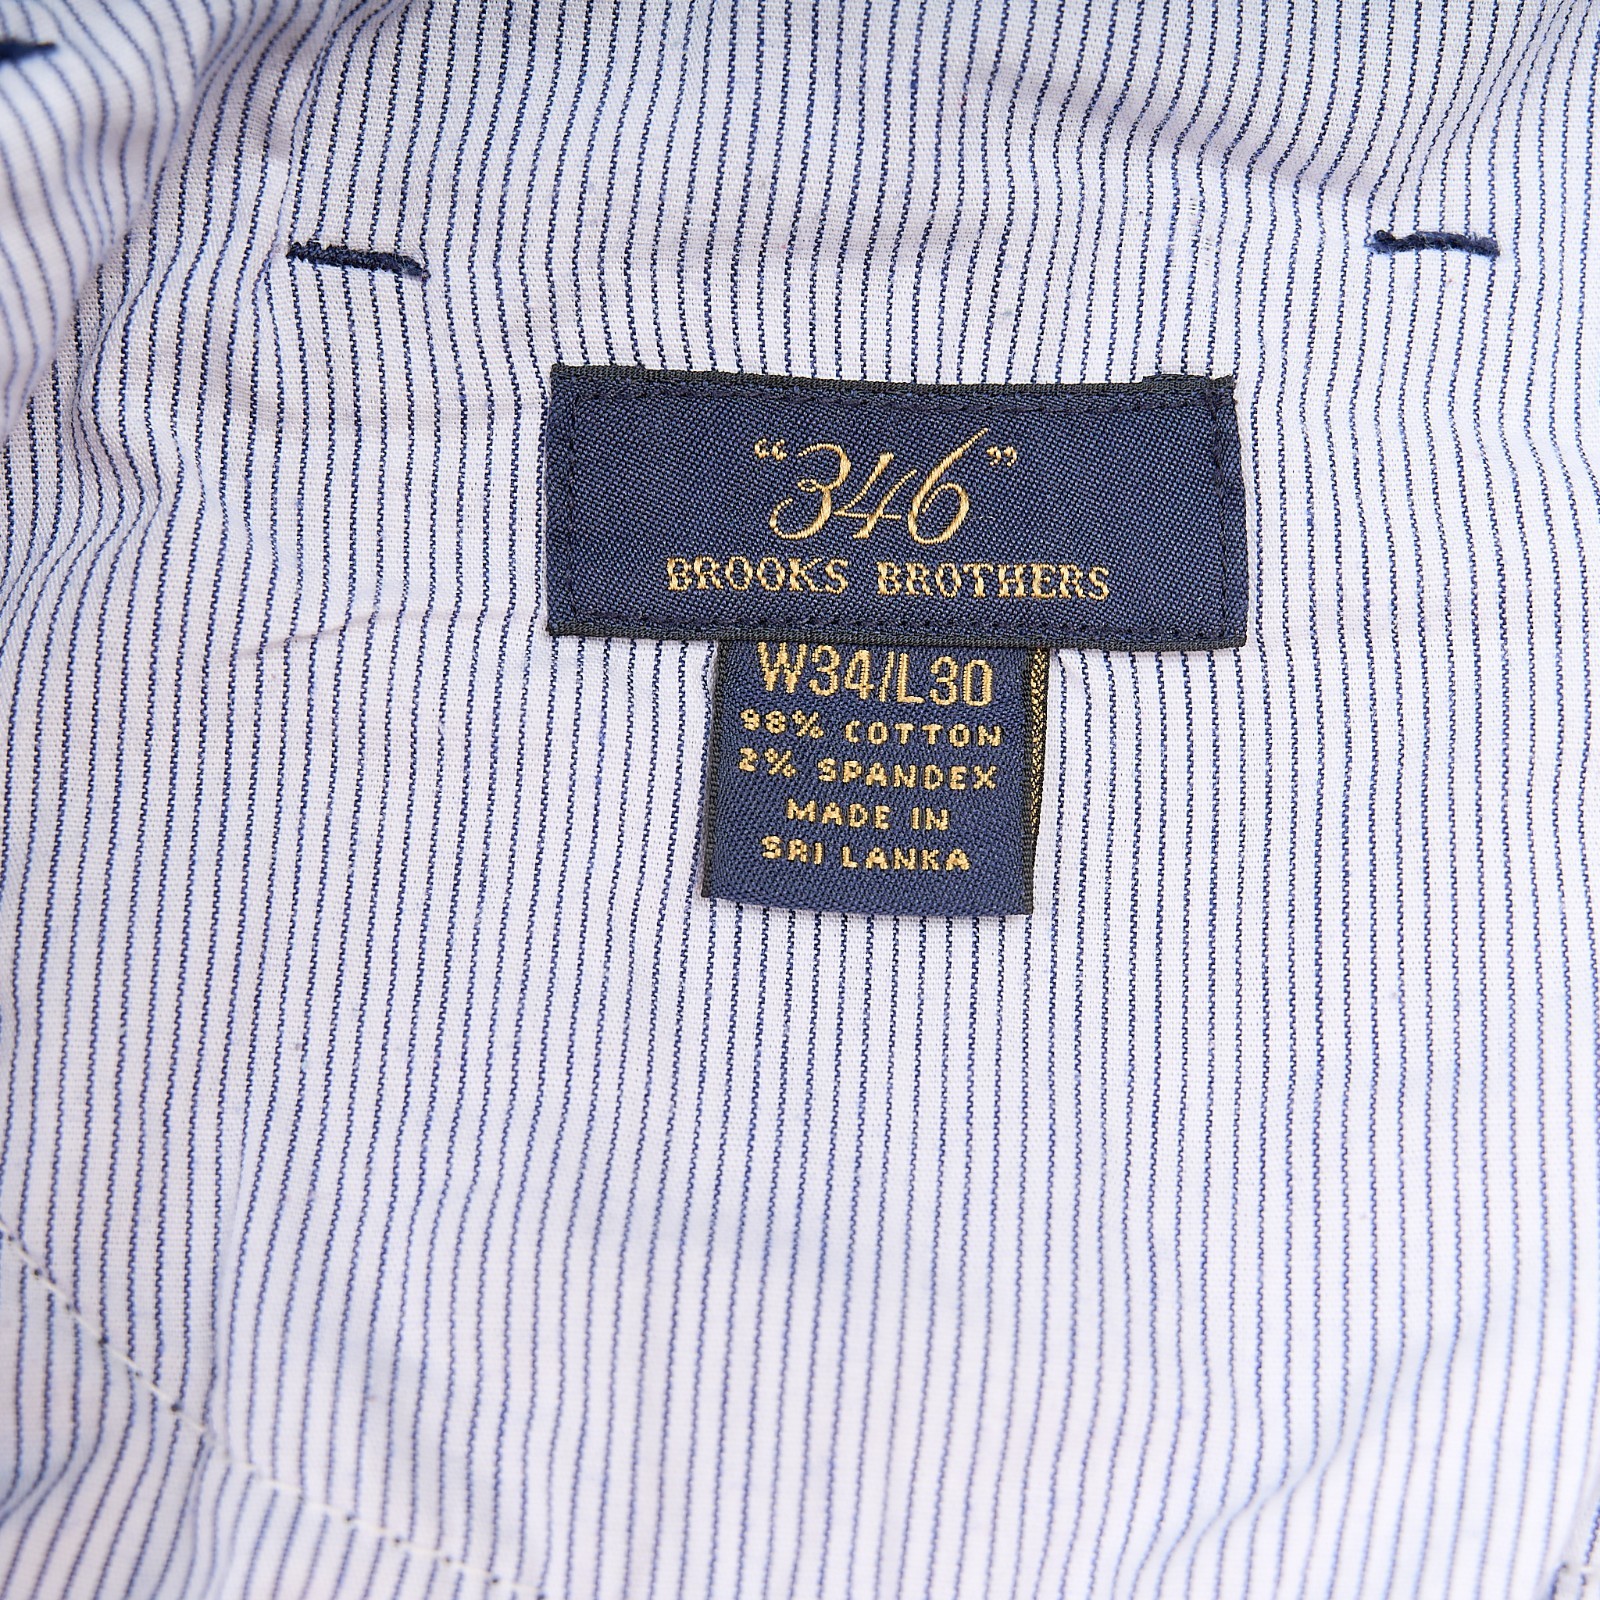 “346”
BROOKS BROTHERS
W34/L30
98% COTTON
2% SPANDEX
MADE IN
SRI LANKA